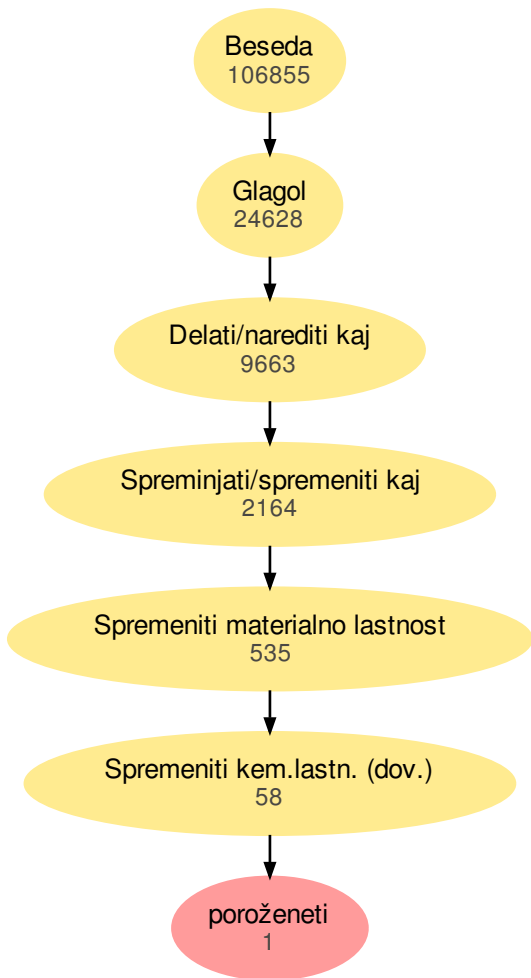 Beseda
106855
Glagol
24628
Delati/narediti kaj
9663
Spreminjati/spremeniti kaj
2164
Spremeniti materialno lastnost
535
Spremeniti kem.lastn. (dov.)
58
poroženeti
1